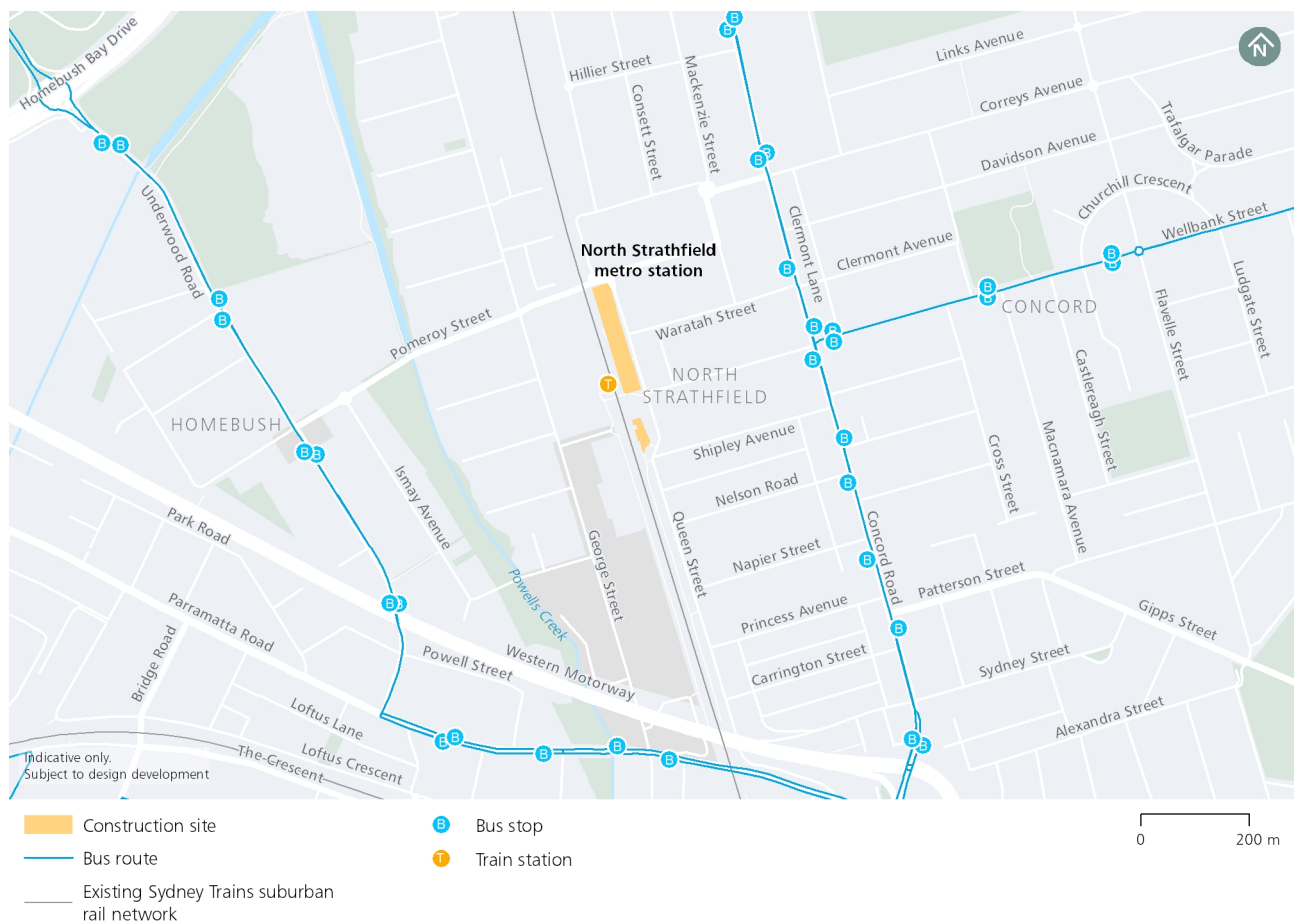 Homebush Bay Drive
Hillier Street
Consett Street
Mackenzie Street
Links Avenue
Correys Avenue
Davidson Avenue
Trafalgar Parade
Churchill Crescent
Wellbank Street
N
Underwood Road
North Strathfield
metro station
Clermont Lane
Clermont Avenue
CONCORD
Ludgate Street
Flavelle Street
Castlereagh Street
Waratah Street
Pomeroy Street
NORTH
STRATHFIELD
HOMEBUSH
Shipley Avenue
Nelson Road
Cross Street
Macnamara Avenue
Ismay Avenue
Park Road
George Street
Queen Street
Napier Street
Concord Road
Patterson Street
Princess Avenue
Gipps Street
Powells Creek
Parramatta Road
Bridge Road
Powell Street
Western Motorway
Carrington Street
Sydney Street
Alexandra Street
Loftus Lane
Loftus Crescent
The Crescent
B B
B
B
B B
B B
B B
B
B
B
B
B
B B
B
B
B
B
B
B
B
B
B
B
B
B
B
B B
B
B
T
Indicative only.
Subject to design development
Construction site
Bus route
Existing Sydney Trains suburban
rail network
B Bus stop
T Train station
0 200 m